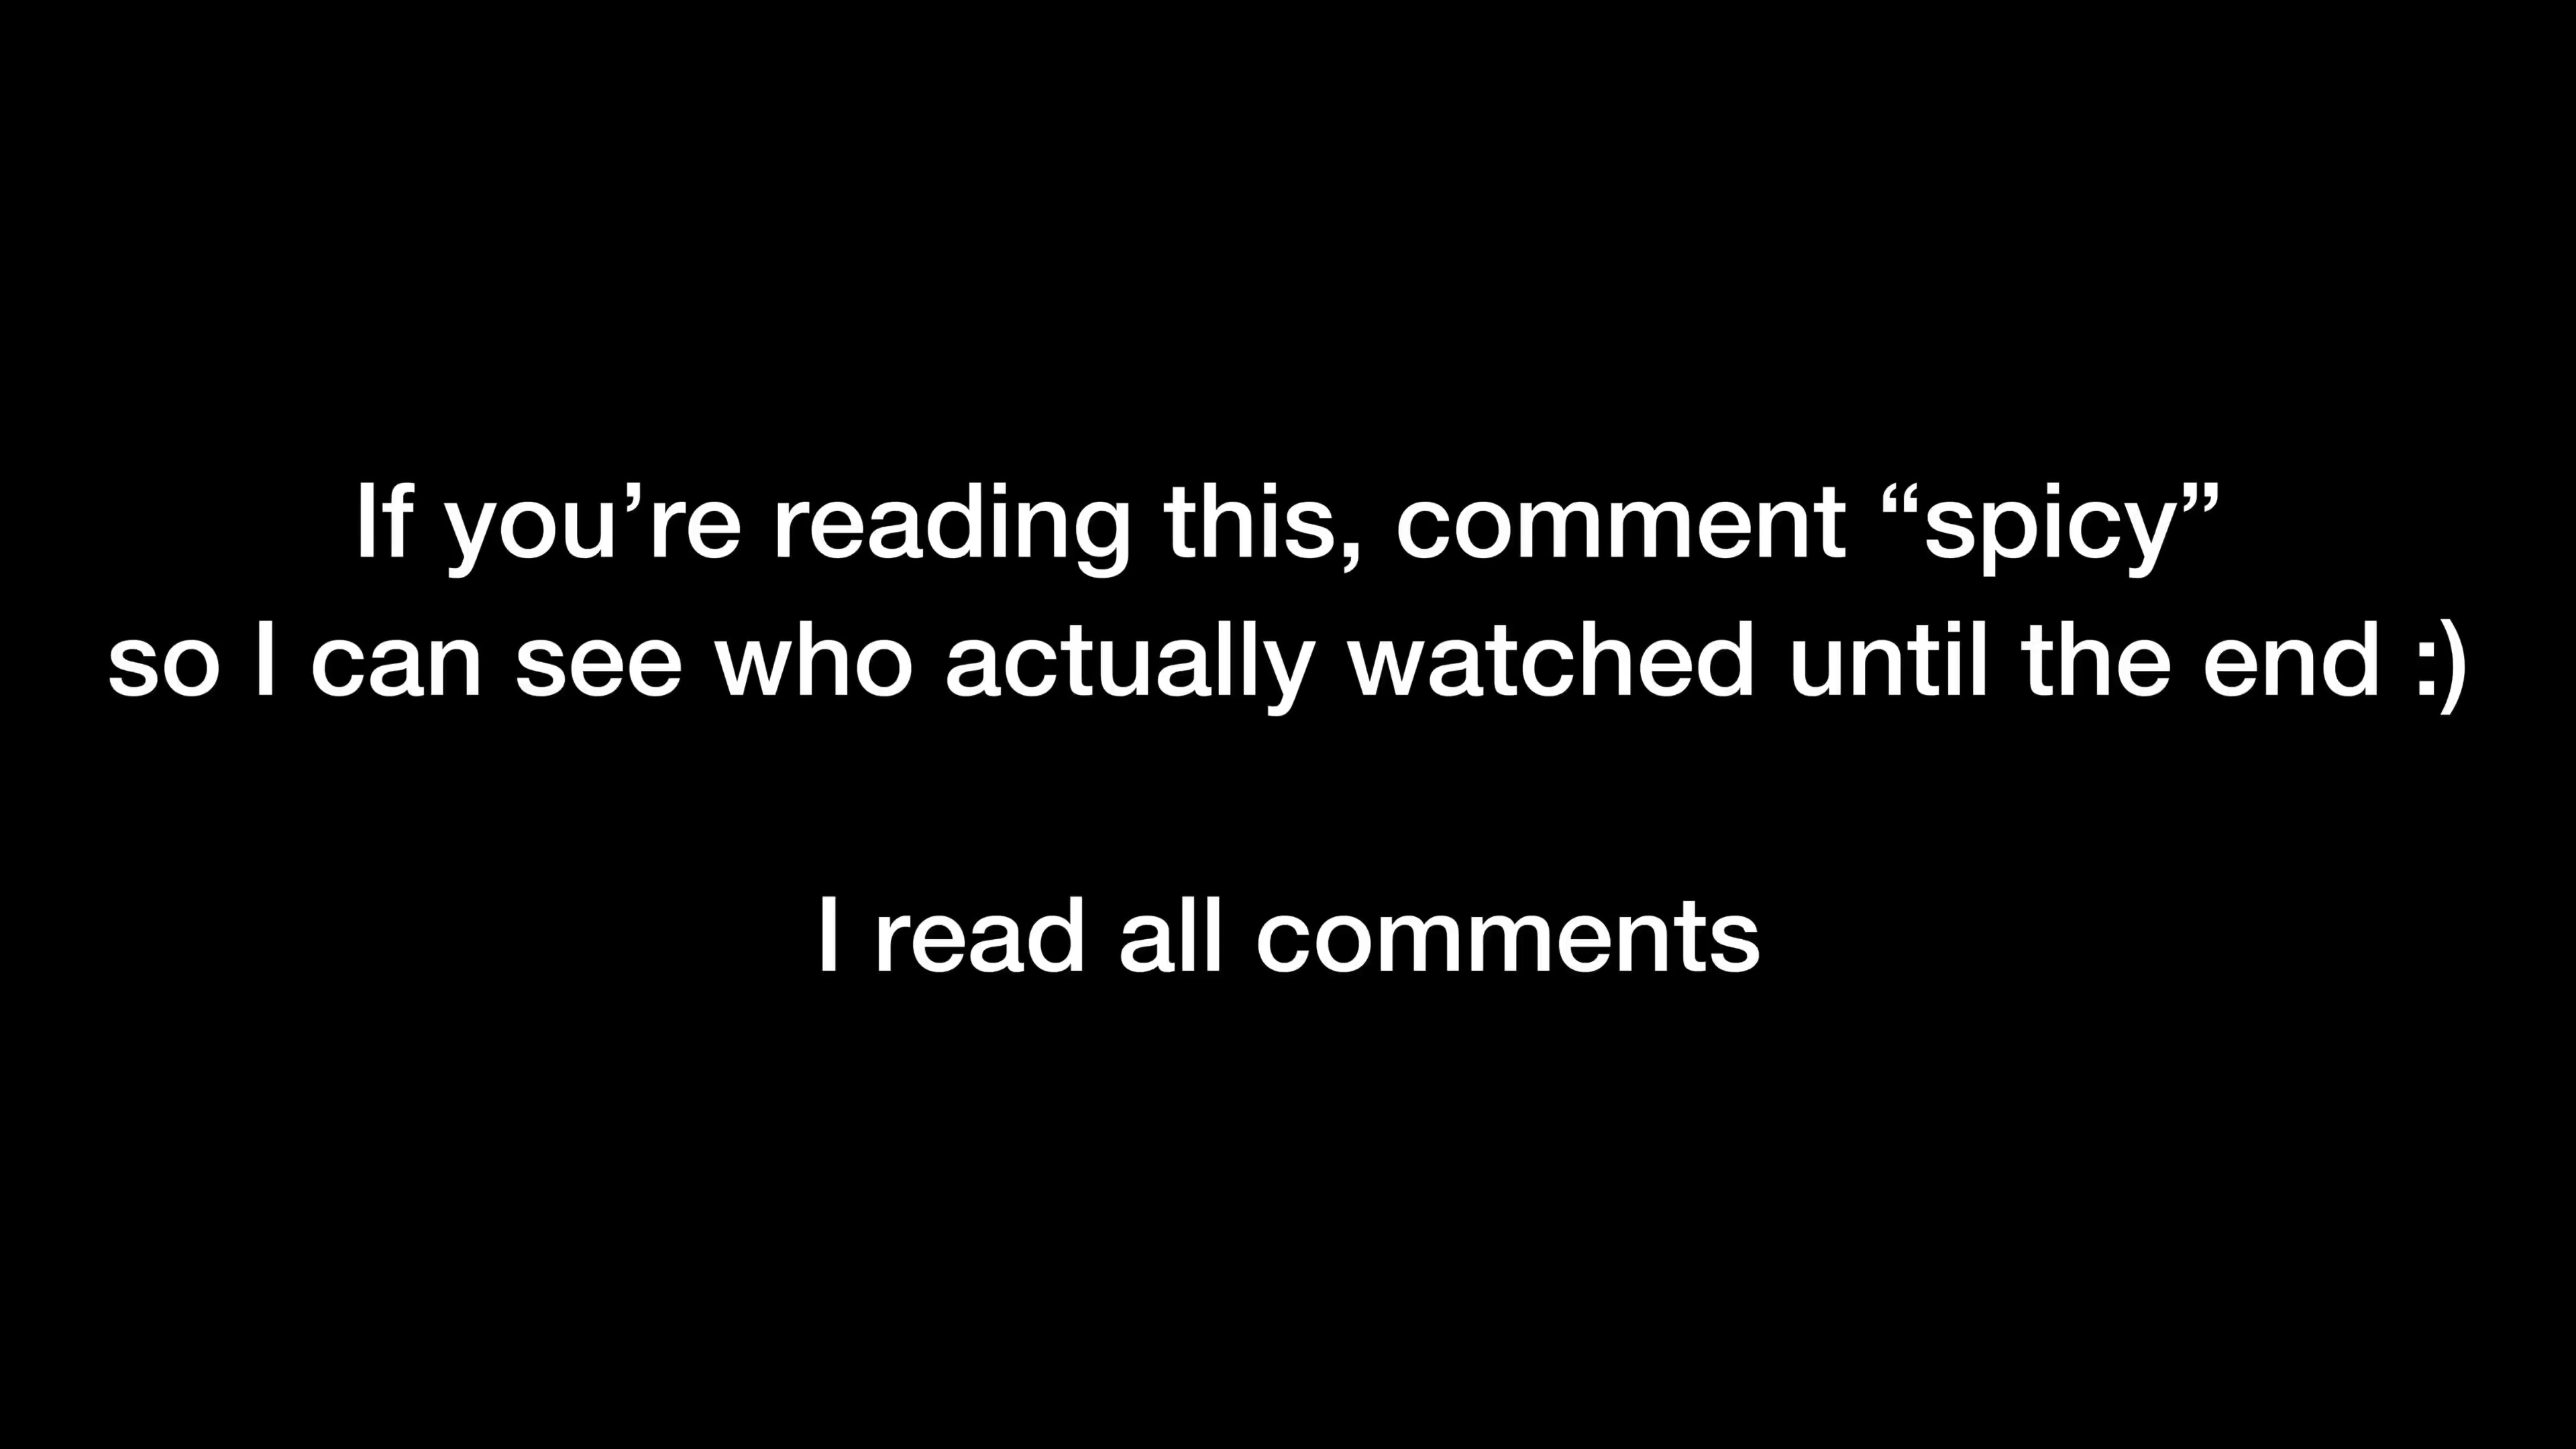 If you’re reading this, comment “spicy”
so I can see who actually watched until the end :)
I read all comments